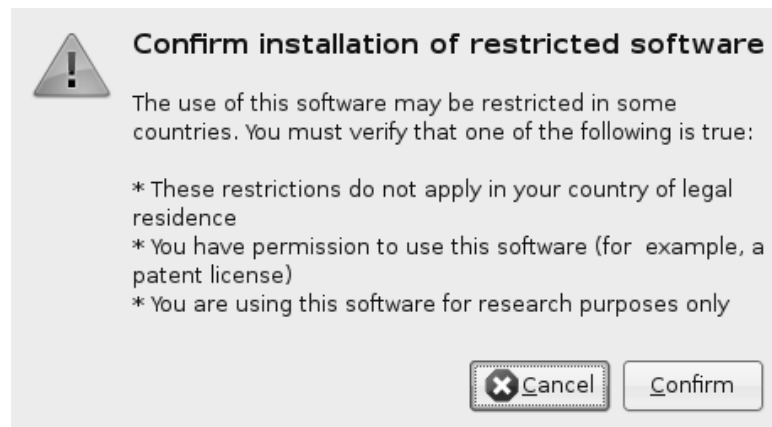 Confirm installation of restricted software
The use of this software may be restricted in some
countries. You must verify that one of the following is true:
* These restrictions do not apply in your country of legal
residence
* You have permission to use this software (for  example, a
patent license)
* You are using this software for research purposes only
Cancel
Confirm